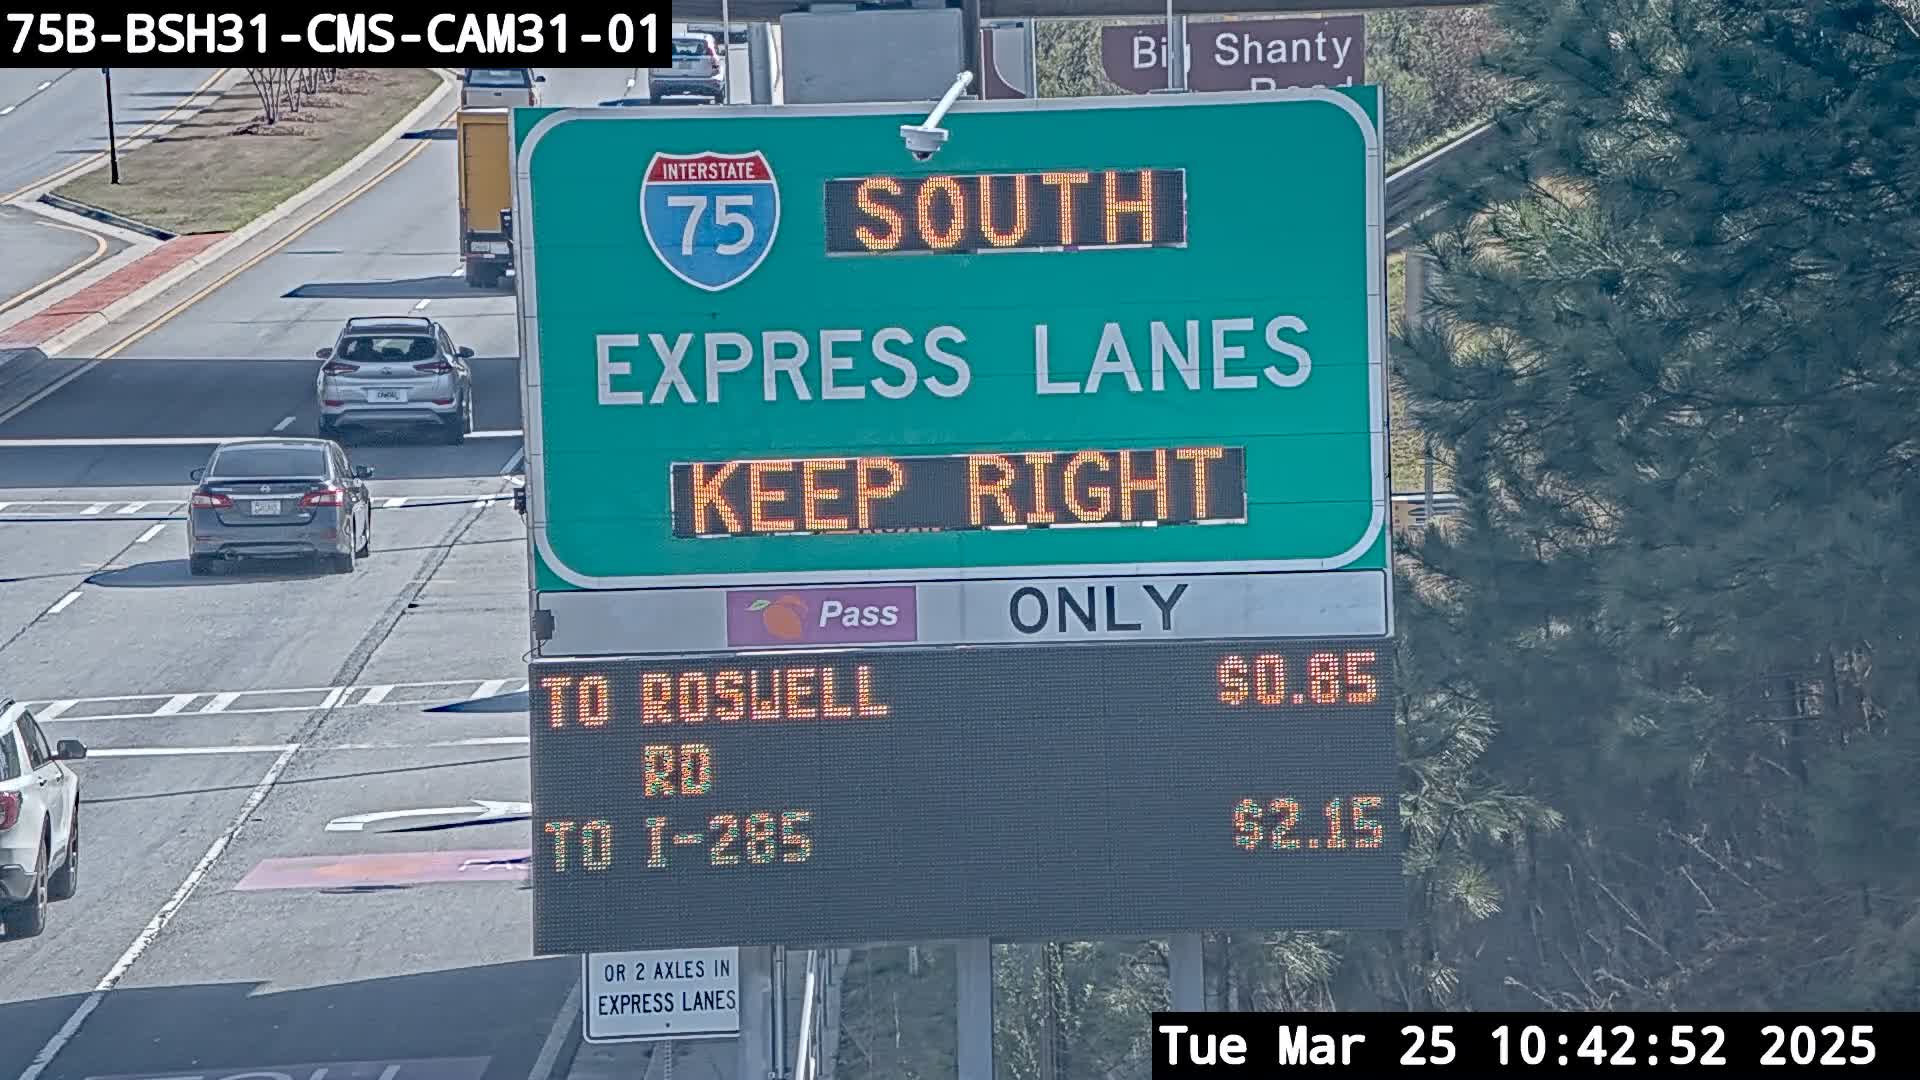 75B-BSH31-CMS-CAM31-01
Big Shanty
Road
INTERSTATE
75
SOUTH
EXPRESS LANES
KEEP RIGHT
Pass
ONLY
TO ROSWELL $0.85
RD
TO I-285 $2.15
OR 2 AXLES IN
EXPRESS LANES
Tue Mar 25 10:42:52 2025